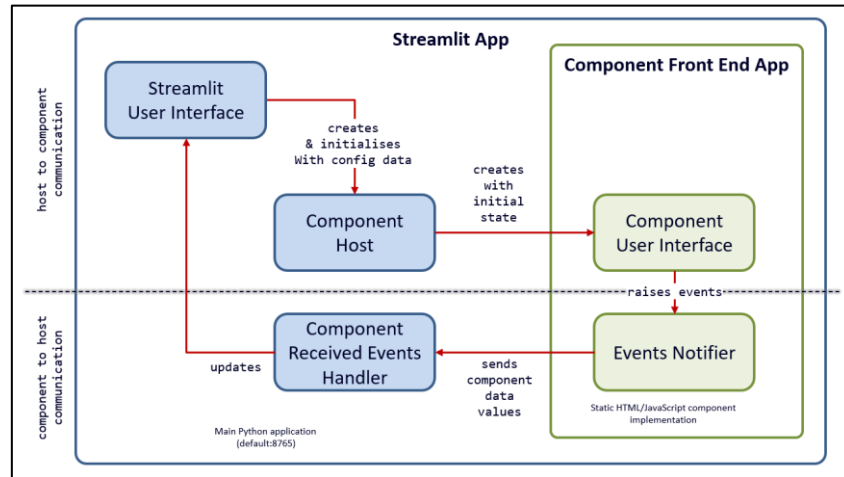 Streamlit App
Component Front End App
Streamlit
User Interface
creates
& initialises
With config data
host to component
communication
creates
with
initial
state
Component
Host
Component
User Interface
raises events
Component
Received Events
Handler
Events Notifier
updates
sends
component
data
values
component to host
communication
Static HTML/JavaScript component
implementation
Main Python application
(default:8765)